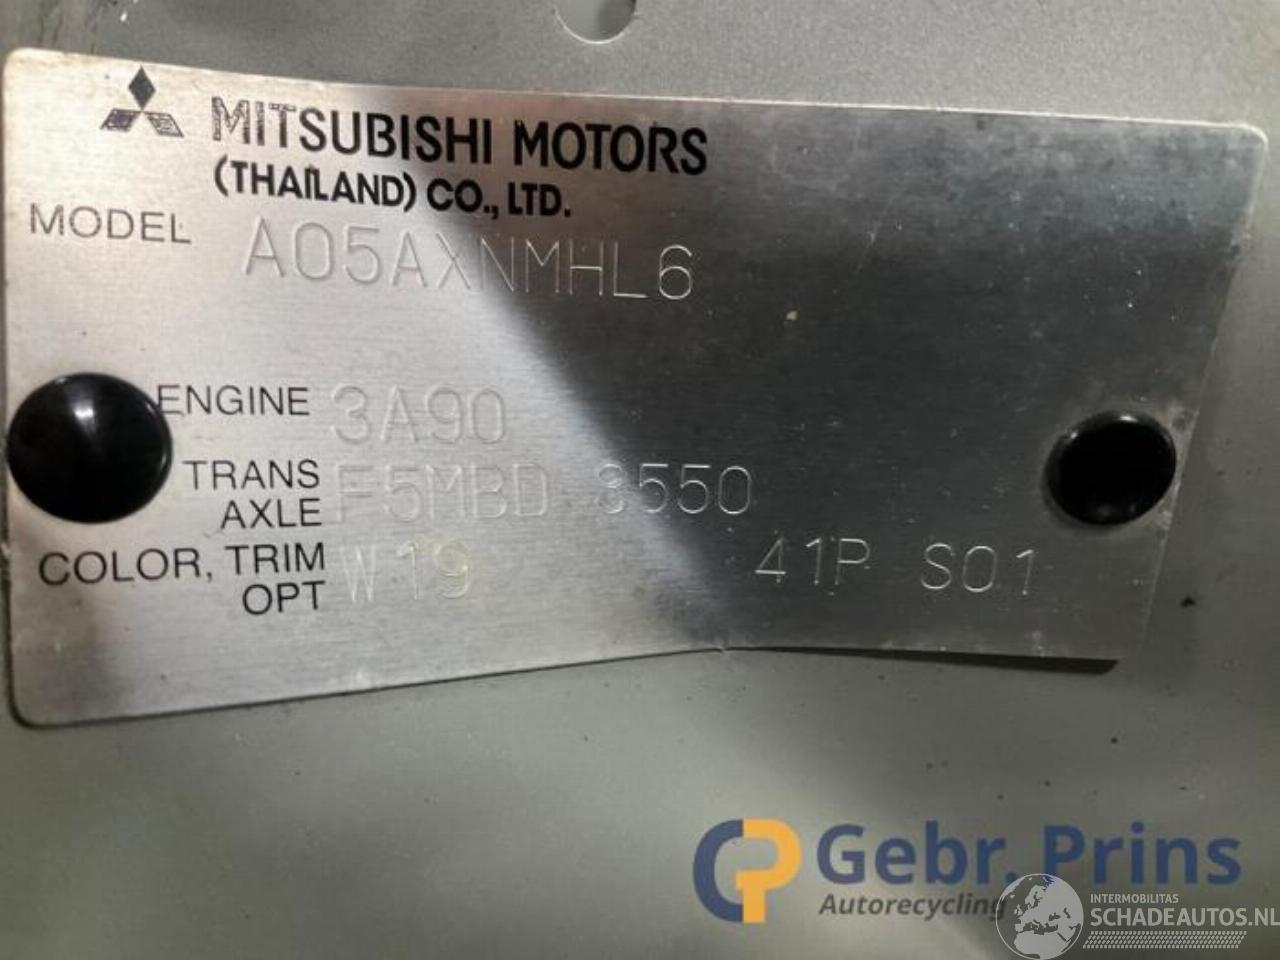 MITSUBISHI MOTORS
(THAILAND) CO., LTD.
MODEL A05AXNMHL6
ENGINE 3A90
TRANS AXLE F5MBD 3550
COLOR, TRIM OPT W19 41P S01
Gebr. Prins
Autorecycling
INTERMOBILITAS
SCHADEAUTOS.NL